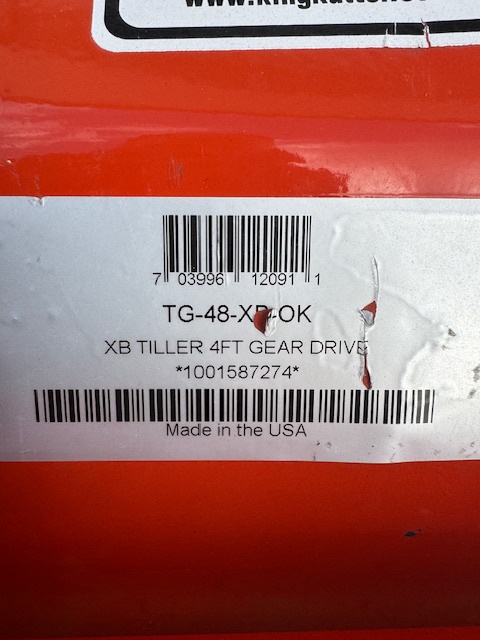 7 03996 12091 1
TG-48-XB-OK
XB TILLER 4FT GEAR DRIVE
*1001587274*
Made in the USA